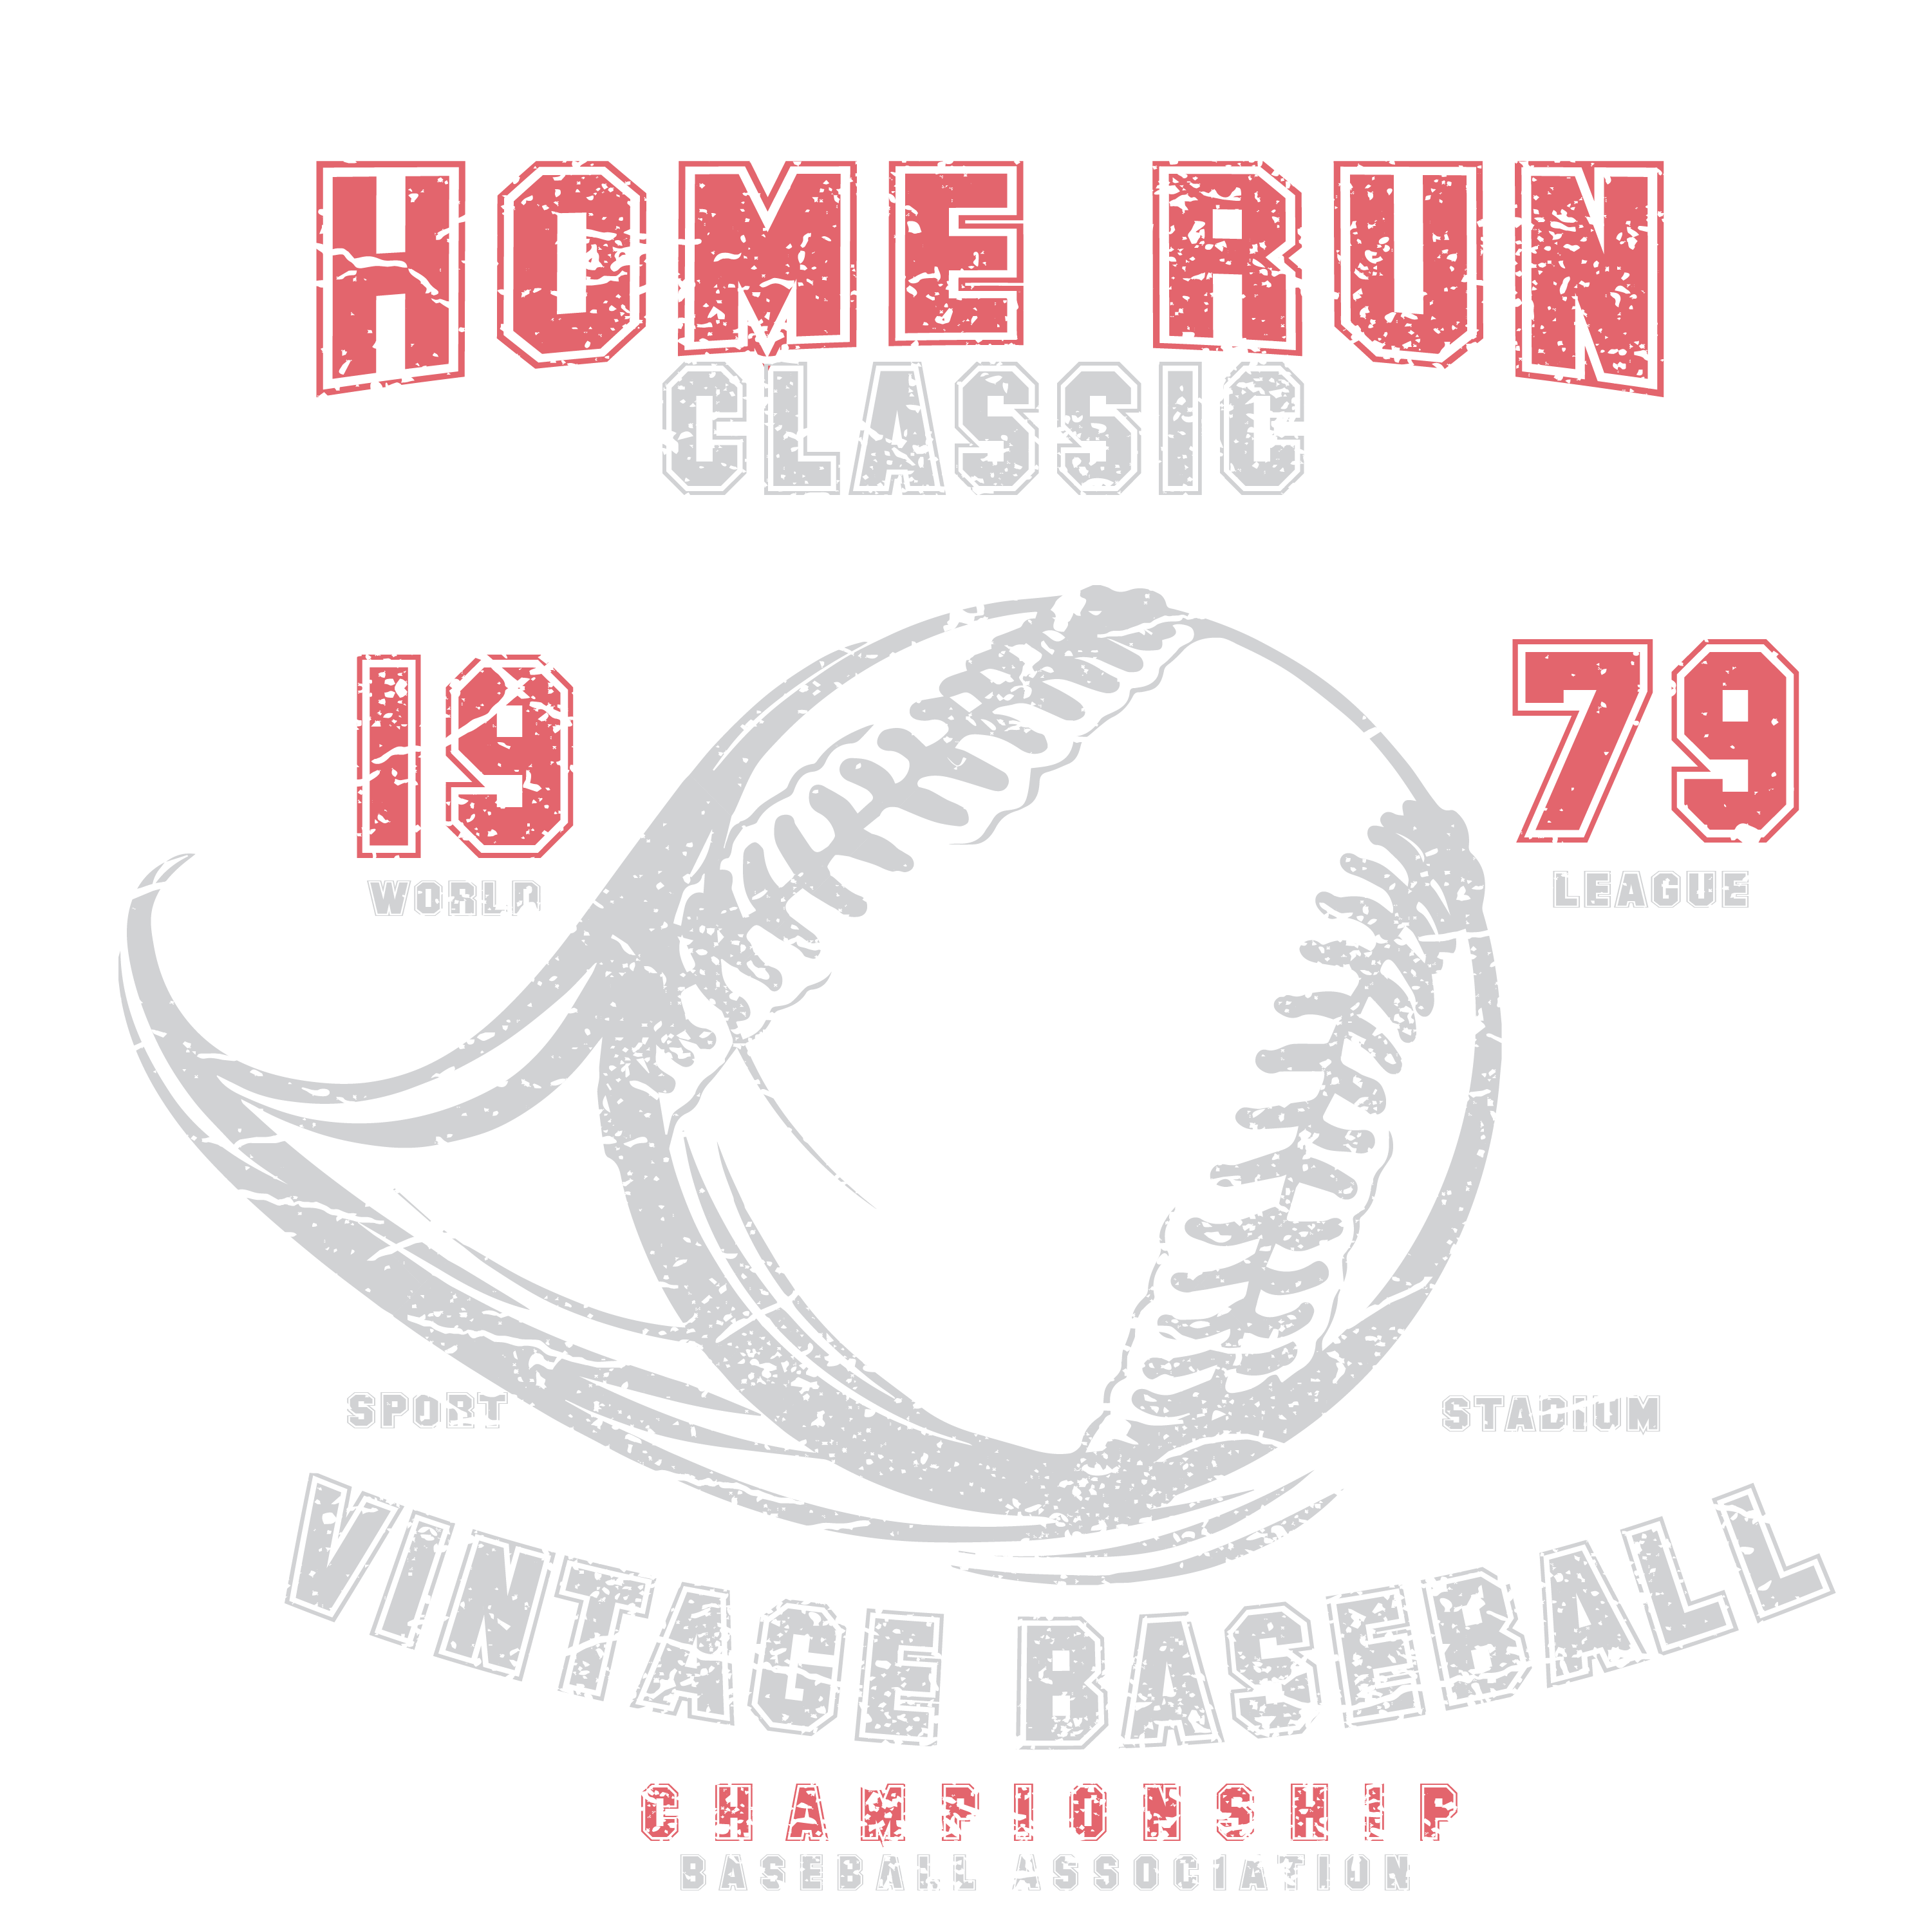 HOME RUN
CLASSIC
19 79
WORLD LEAGUE
SPORT STADIUM
VINTAGE BASEBALL
CHAMPIONSHIP
BASEBALL ASSOCIATION